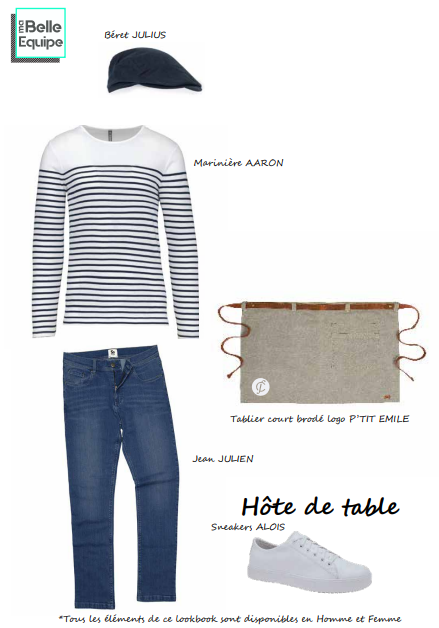 ma
Belle
Equipe
Béret JULIUS
Marinière AARON
Tablier court brodé logo P'TIT EMILE
Jean JULIEN
Hôte de table
Sneakers ALOIS
*Tous les éléments de ce lookbook sont disponibles en Homme et Femme